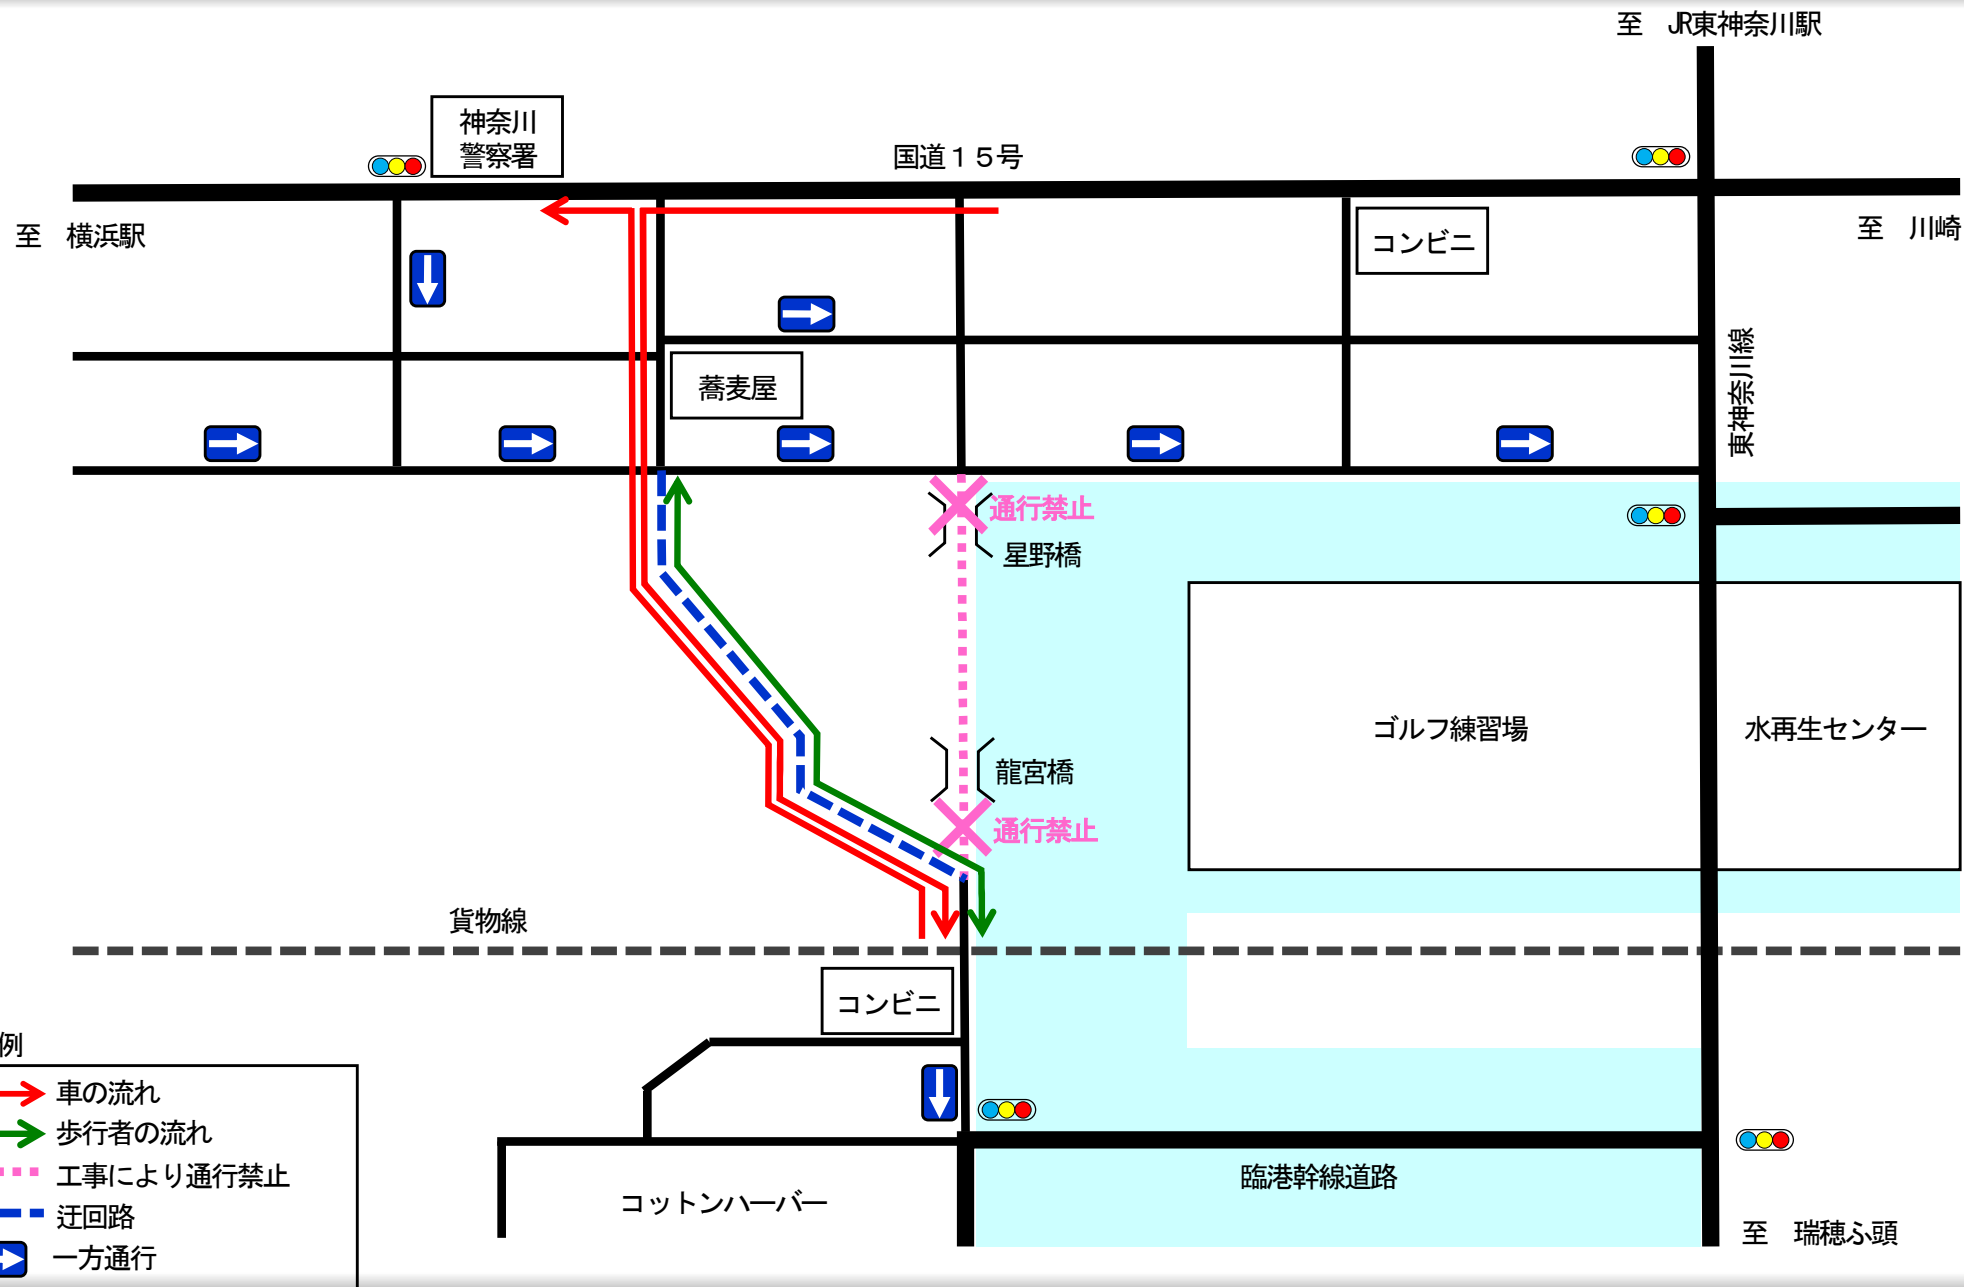 至　JR東神奈川駅
神奈川
警察署
国道１５号
至　横浜駅
コンビニ
至　川崎
蕎麦屋
東神奈川線
通行禁止
星野橋
ゴルフ練習場
水再生センター
龍宮橋
通行禁止
貨物線
コンビニ
例
車の流れ
歩行者の流れ
工事により通行禁止
迂回路
一方通行
コットンハーバー
臨港幹線道路
至　瑞穂ふ頭